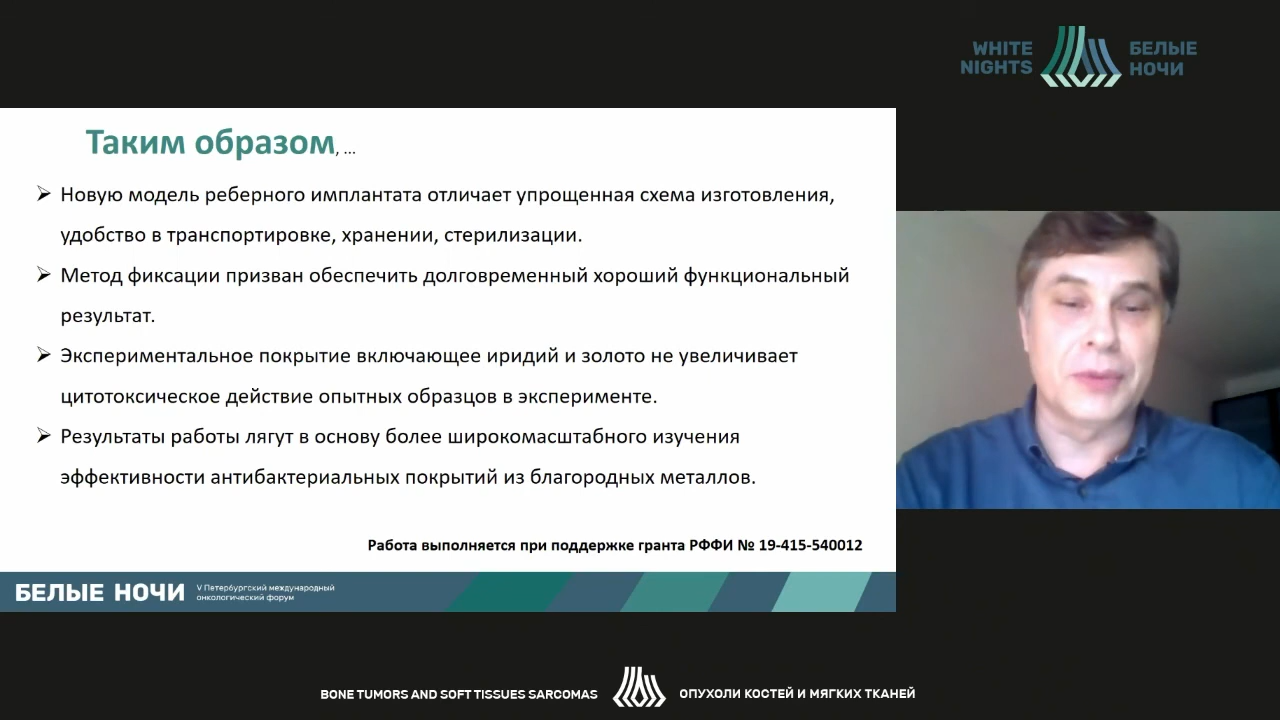 WHITE
NIGHTS
БЕЛЫЕ
НОЧИ
Таким образом, ...
Новую модель реберного имплантата отличает упрощенная схема изготовления,
удобство в транспортировке, хранении, стерилизации.
Метод фиксации призван обеспечить долговременный хороший функциональный
результат.
Экспериментальное покрытие включающее иридий и золото не увеличивает
цитотоксическое действие опытных образцов в эксперименте.
Результаты работы лягут в основу более широкомасштабного изучения
эффективности антибактериальных покрытий из благородных металлов.
Работа выполняется при поддержке гранта РФФИ № 19-415-540012
БЕЛЫЕ НОЧИ
V Петербургский международный
онкологический форум
BONE TUMORS AND SOFT TISSUES SARCOMAS
ОПУХОЛИ КОСТЕЙ И МЯГКИХ ТКАНЕЙ